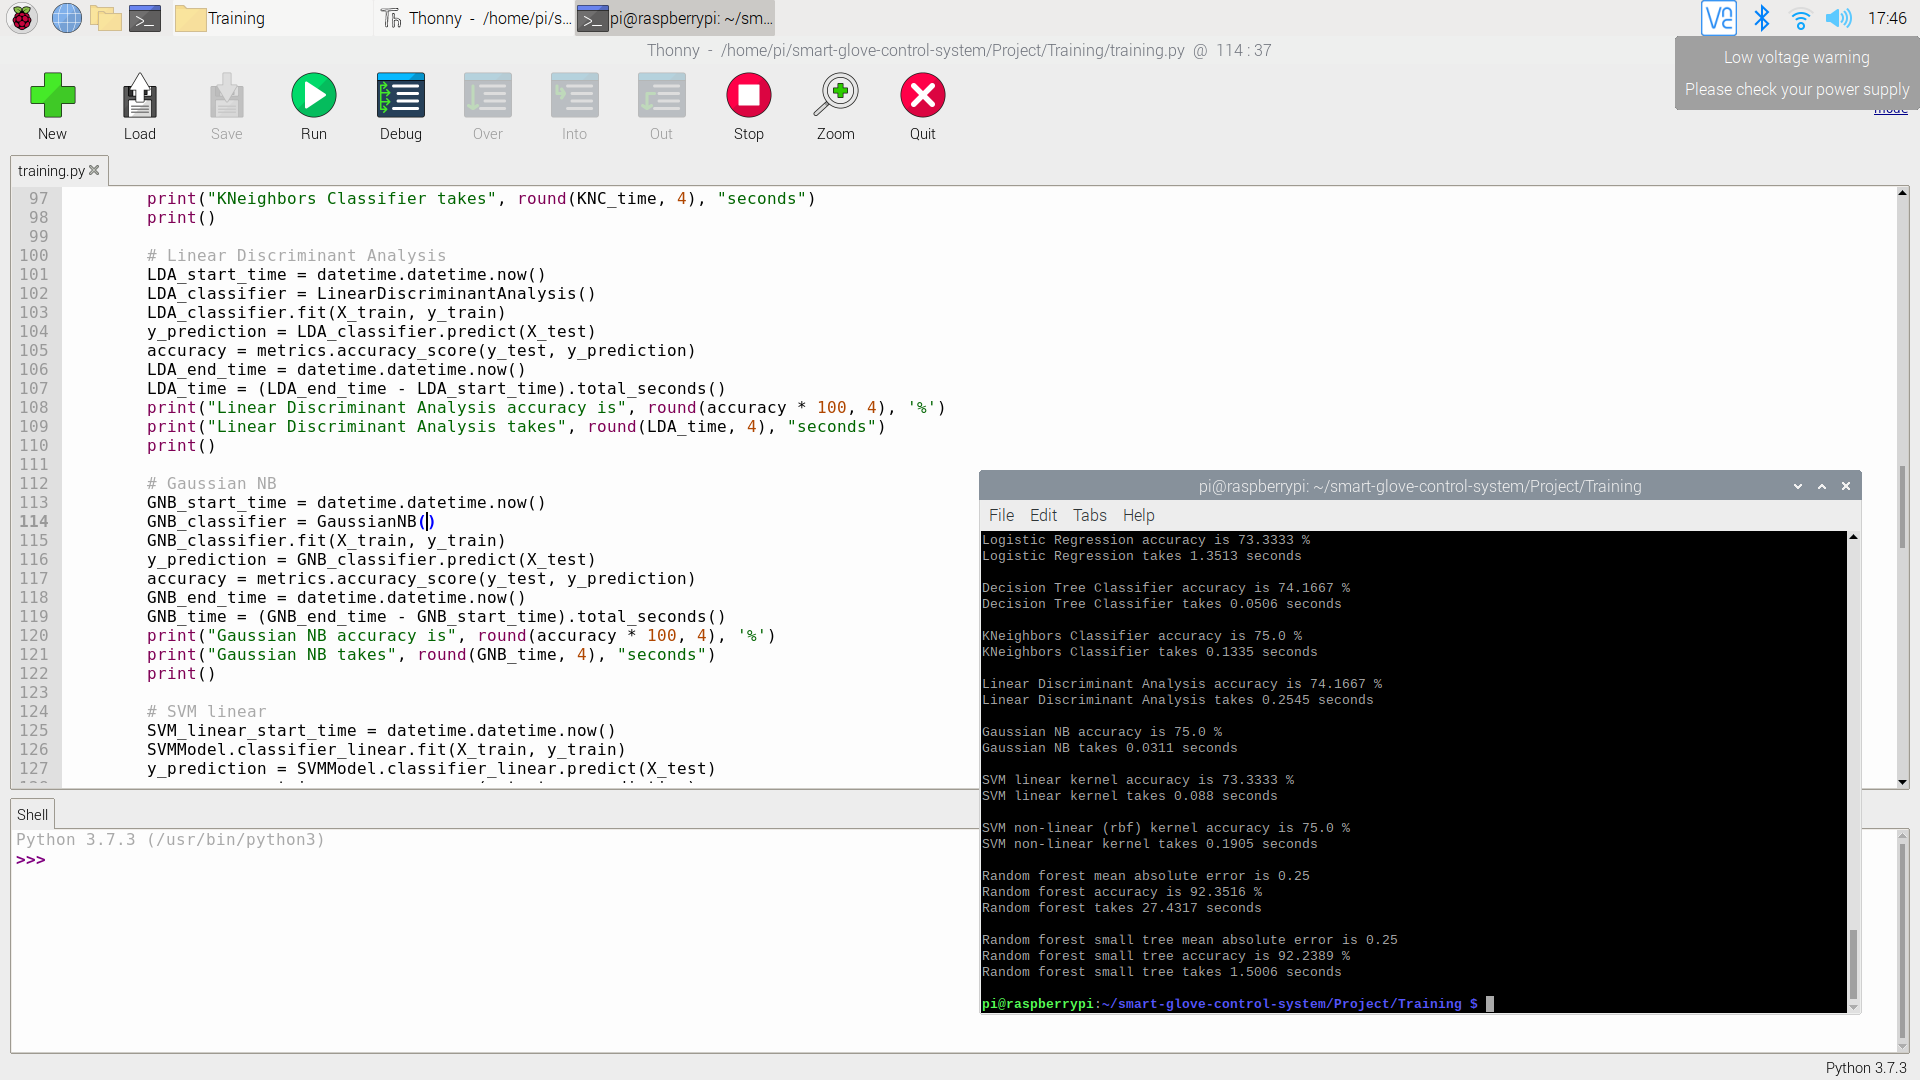 Training
Thonny - /home/pi/s...
pi@raspberrypi: ~/sm...
17:46
Thonny - /home/pi/smart-glove-control-system/Project/Training/training.py @ 114 : 37
Low voltage warning
Please check your power supply
mode
New
Load
Save
Run
Debug
Over
Into
Out
Stop
Zoom
Quit
training.py
97 print("KNeighbors Classifier takes", round(KNC_time, 4), "seconds")
98 print()
99
100 # Linear Discriminant Analysis
101 LDA_start_time = datetime.datetime.now()
102 LDA_classifier = LinearDiscriminantAnalysis()
103 LDA_classifier.fit(X_train, y_train)
104 y_prediction = LDA_classifier.predict(X_test)
105 accuracy = metrics.accuracy_score(y_test, y_prediction)
106 LDA_end_time = datetime.datetime.now()
107 LDA_time = (LDA_end_time - LDA_start_time).total_seconds()
108 print("Linear Discriminant Analysis accuracy is", round(accuracy * 100, 4), '%')
109 print("Linear Discriminant Analysis takes", round(LDA_time, 4), "seconds")
110 print()
111
112 # Gaussian NB
113 GNB_start_time = datetime.datetime.now()
114 GNB_classifier = GaussianNB()
115 GNB_classifier.fit(X_train, y_train)
116 y_prediction = GNB_classifier.predict(X_test)
117 accuracy = metrics.accuracy_score(y_test, y_prediction)
118 GNB_end_time = datetime.datetime.now()
119 GNB_time = (GNB_end_time - GNB_start_time).total_seconds()
120 print("Gaussian NB accuracy is", round(accuracy * 100, 4), '%')
121 print("Gaussian NB takes", round(GNB_time, 4), "seconds")
122 print()
123
124 # SVM linear
125 SVM_linear_start_time = datetime.datetime.now()
126 SVMModel.classifier_linear.fit(X_train, y_train)
127 y_prediction = SVMModel.classifier_linear.predict(X_test)
Shell
Python 3.7.3 (/usr/bin/python3)
>>>
pi@raspberrypi: ~/smart-glove-control-system/Project/Training
File Edit Tabs Help
Logistic Regression accuracy is 73.3333 %
Logistic Regression takes 1.3513 seconds
Decision Tree Classifier accuracy is 74.1667 %
Decision Tree Classifier takes 0.0506 seconds
KNeighbors Classifier accuracy is 75.0 %
KNeighbors Classifier takes 0.1335 seconds
Linear Discriminant Analysis accuracy is 74.1667 %
Linear Discriminant Analysis takes 0.2545 seconds
Gaussian NB accuracy is 75.0 %
Gaussian NB takes 0.0311 seconds
SVM linear kernel accuracy is 73.3333 %
SVM linear kernel takes 0.088 seconds
SVM non-linear (rbf) kernel accuracy is 75.0 %
SVM non-linear kernel takes 0.1905 seconds
Random forest mean absolute error is 0.25
Random forest accuracy is 92.3516 %
Random forest takes 27.4317 seconds
Random forest small tree mean absolute error is 0.25
Random forest small tree accuracy is 92.2389 %
Random forest small tree takes 1.5006 seconds
pi@raspberrypi:~/smart-glove-control-system/Project/Training $
Python 3.7.3